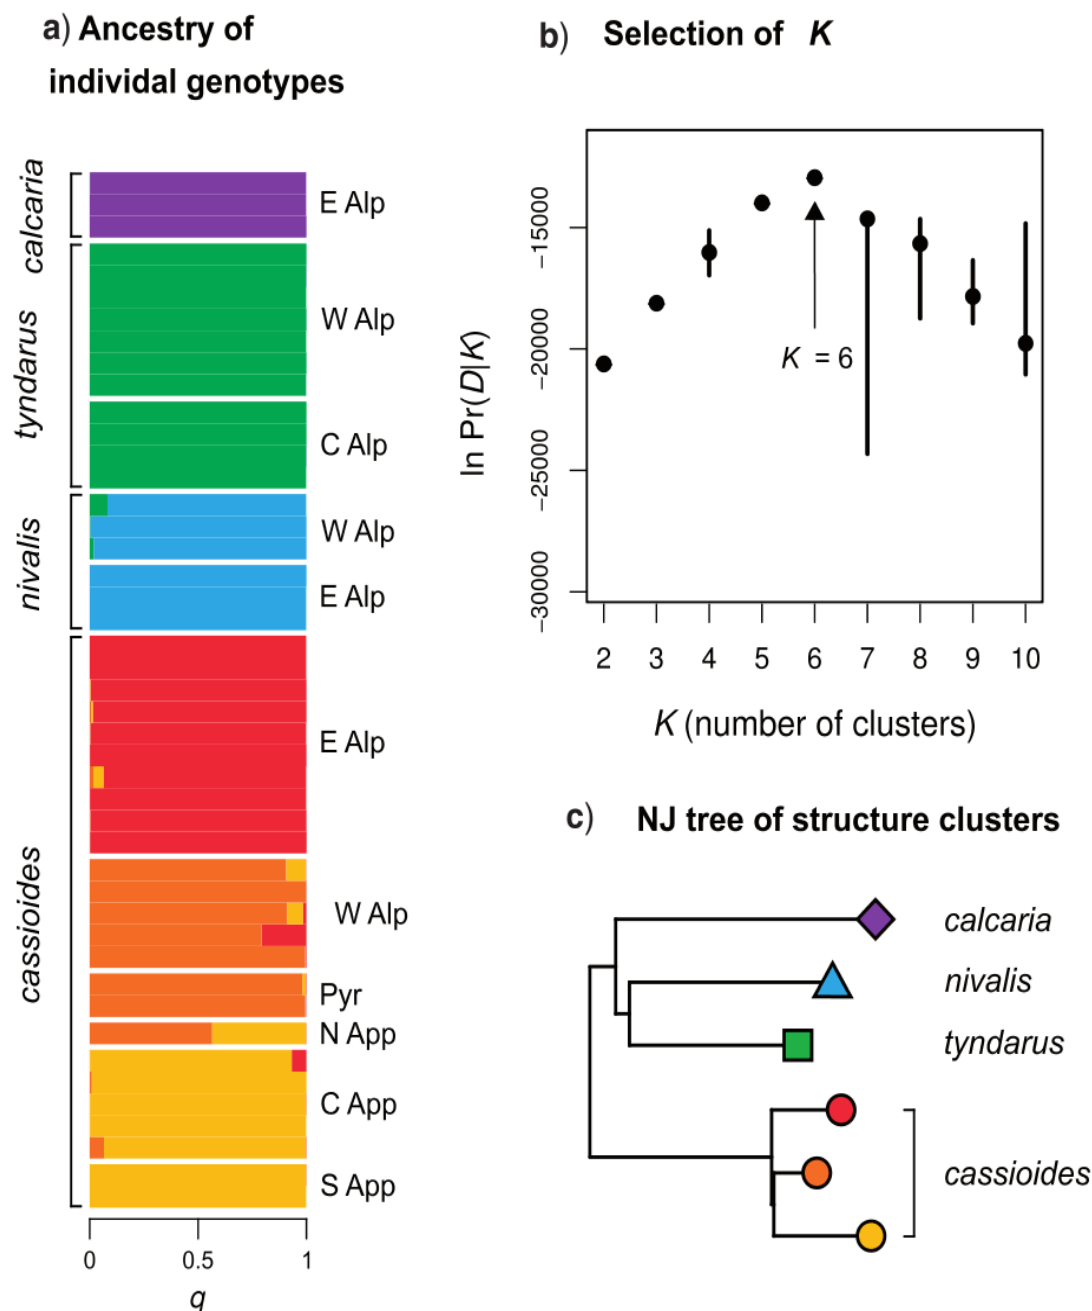 a) Ancestry of
individal genotypes
calcaria
tyndarus
nivalis
cassioides
E Alp
W Alp
C Alp
W Alp
E Alp
E Alp
W Alp
Pyr
N App
C App
S App
0 0.5 1
q
b) Selection of K
ln Pr(D|K)
-15000
-20000
-25000
-30000
K = 6
2 3 4 5 6 7 8 9 10
K (number of clusters)
c) NJ tree of structure clusters
calcaria
nivalis
tyndarus
cassioides